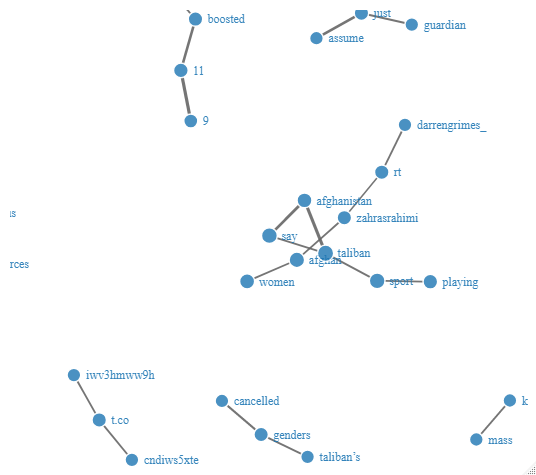 just
boosted
guardian
assume
11
9
darrengrimes_
rt
afghanistan
zahrasrahimi
say
taliban
afghan
rces
women
sport
playing
iwv3hmww9h
cancelled
k
t.co
genders
mass
taliban's
cndiws5xte